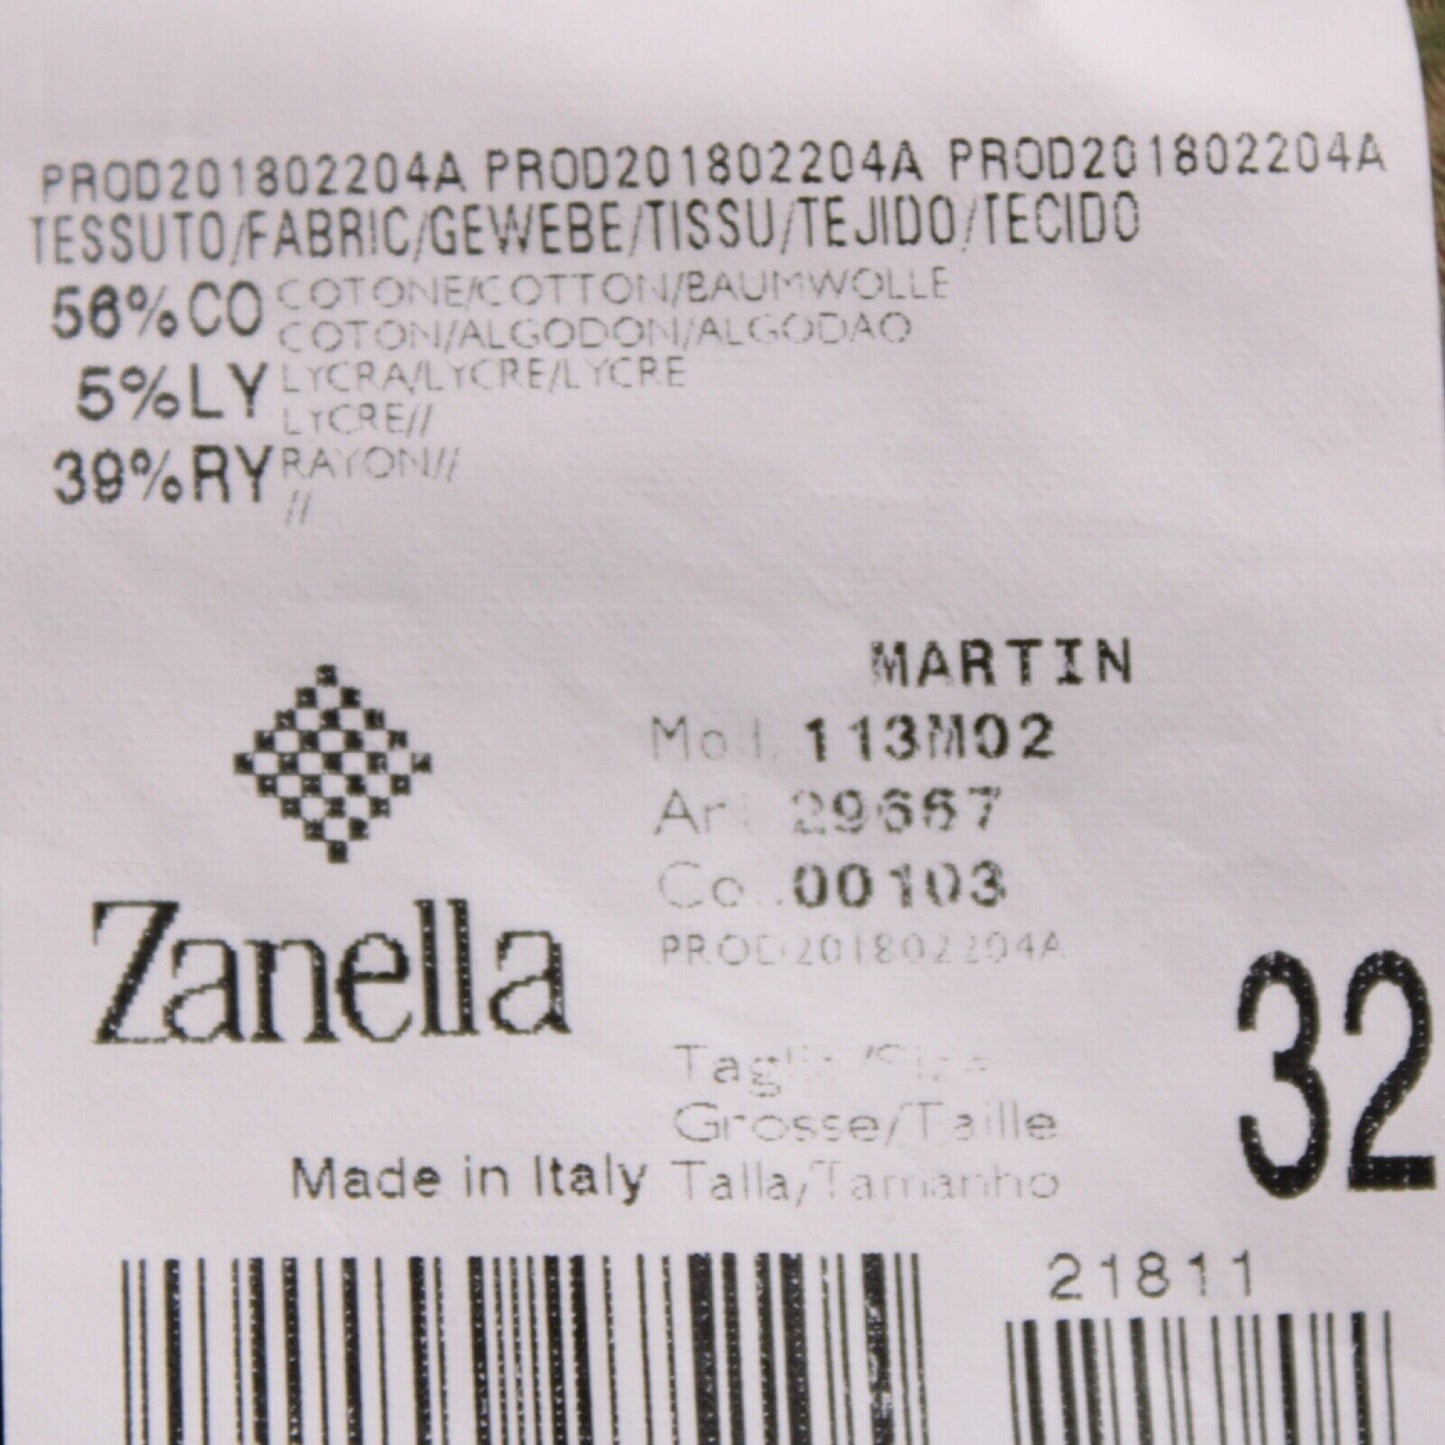 PROD201802204A PROD201802204A PROD201802204A
TESSUTO/FABRIC/GEWEBE/TISSU/TEJIDO/TECIDO
56%CO COTONE/COTTON/BAUMWOLLE
COTON/ALGODON/ALGODAO
5%LY LYCRA/LYCRE/LYCRE
LYCRE//
39%RY RAYON//
//
MARTIN
Mod. 113M02
Art. 29667
Col. 00103
PROD201802204A
Zanella
32
Taglia/Size
Grosse/Taille
Made in Italy Talla/Tamanho
21811